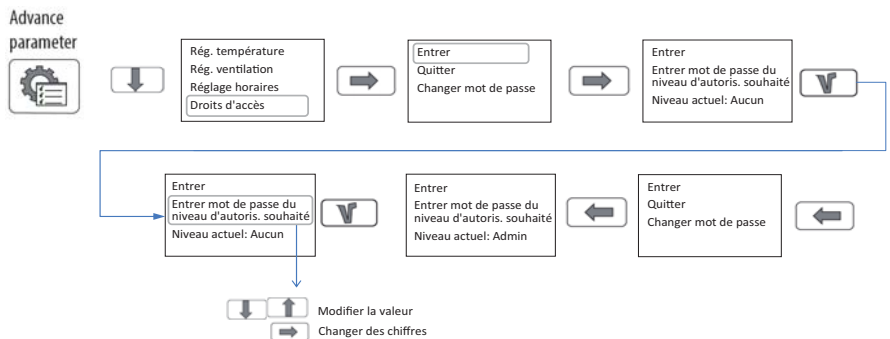 Advance
parameter
Rég. température
Rég. ventilation
Réglage horaires
Droits d'accès
Entrer
Quitter
Changer mot de passe
Entrer
Entrer mot de passe du
niveau d'autoris. souhaité
Niveau actuel: Aucun
Entrer
Entrer mot de passe du
niveau d'autoris. souhaité
Niveau actuel: Aucun
Entrer
Entrer mot de passe du
niveau d'autoris. souhaité
Niveau actuel: Admin
Entrer
Quitter
Changer mot de passe
Modifier la valeur
Changer des chiffres